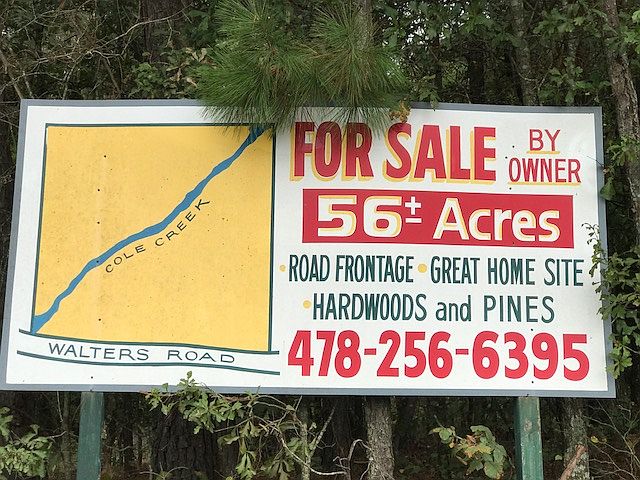 COLE CREEK
WALTERS ROAD
FOR SALE
BY
OWNER
56± Acres
•ROAD FRONTAGE •GREAT HOME SITE
•HARDWOODS and PINES
478-256-6395